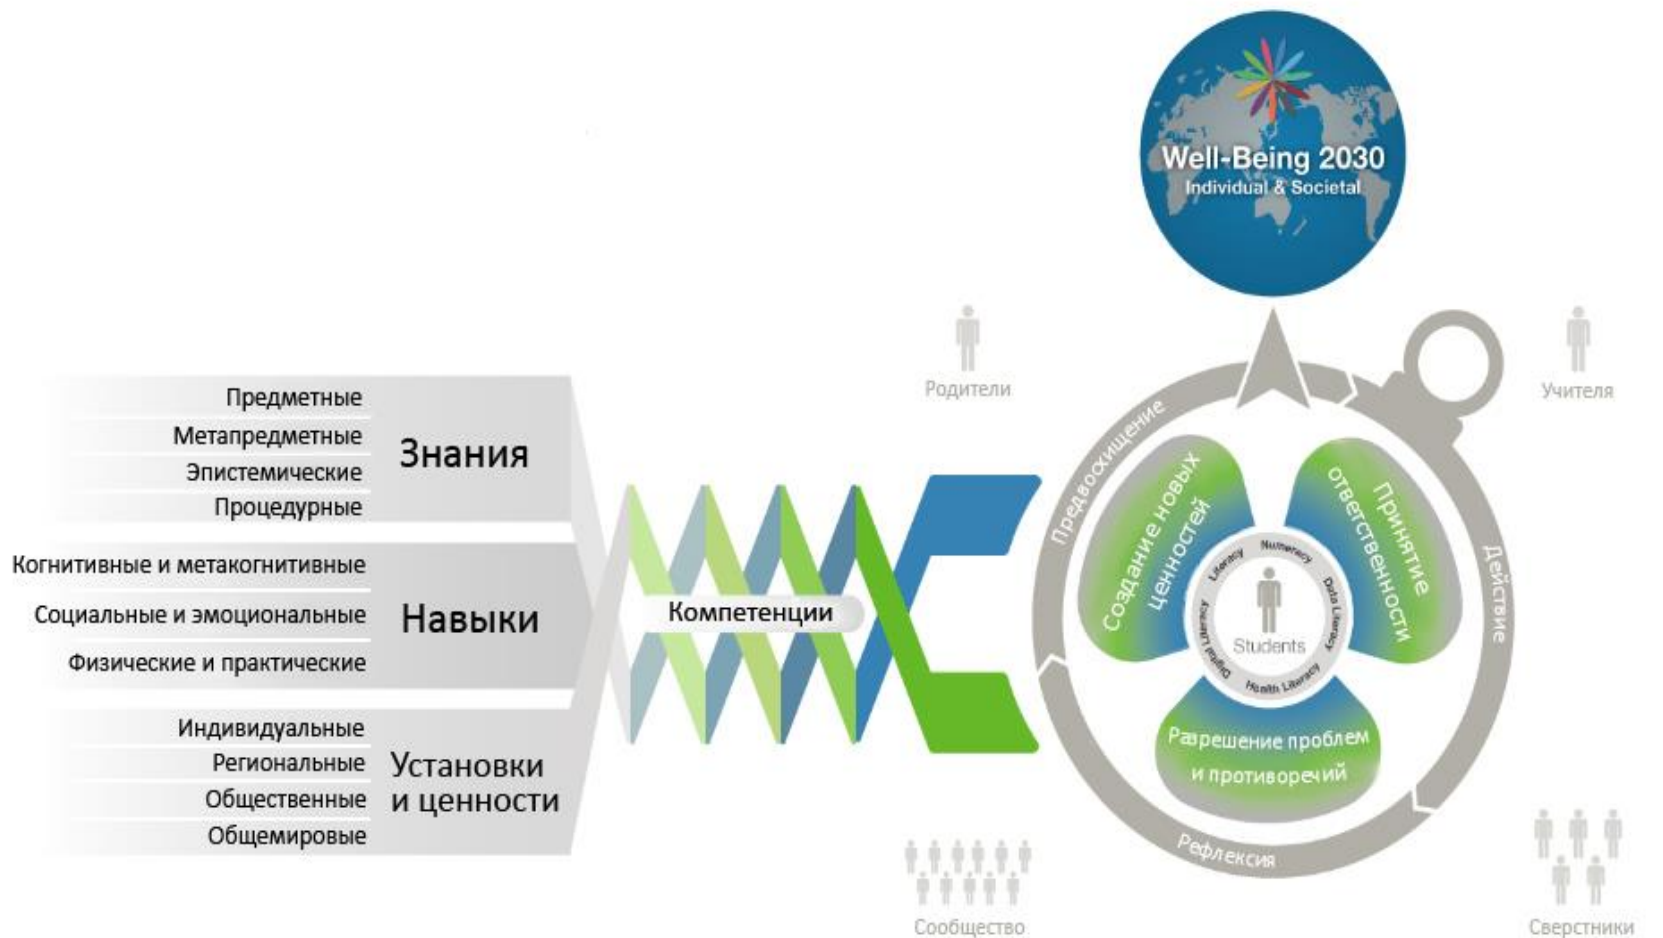 Well-Being 2030
Individual & Societal
Родители
Учителя
Предметные
Метапредметные
Эпистемические
Процедурные
Знания
Когнитивные и метакогнитивные
Социальные и эмоциональные
Физические и практические
Навыки
Индивидуальные
Региональные
Общественные
Общемировые
Установки
и ценности
Компетенции
Предвосхищение
Действие
Рефлексия
Создание новых
ценностей
Принятие
ответственности
Разрешение проблем
и противоречий
Literacy
Numeracy
Data Literacy
Health Literacy
Digital Literacy
Students
Сообщество
Сверстники